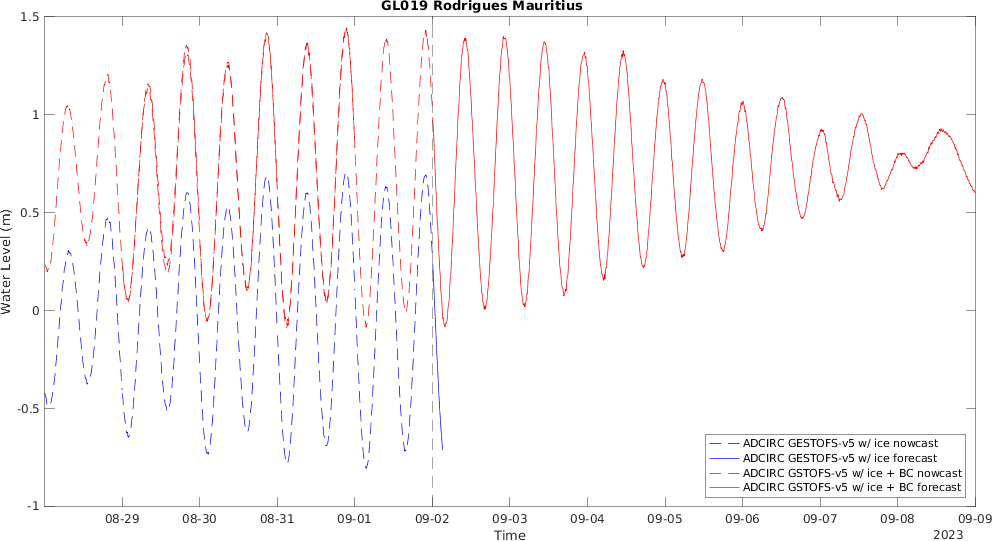 GL019 Rodrigues Mauritius
1.5
1
0.5
0
-0.5
-1
Water Level (m)
ADCIRC GESTOFS-v5 w/ ice nowcast
ADCIRC GESTOFS-v5 w/ ice forecast
ADCIRC GSTOFS-v5 w/ ice + BC nowcast
ADCIRC GSTOFS-v5 w/ ice + BC forecast
08-29 08-30 08-31 09-01 09-02 09-03 09-04 09-05 09-06 09-07 09-08 09-09
Time
2023